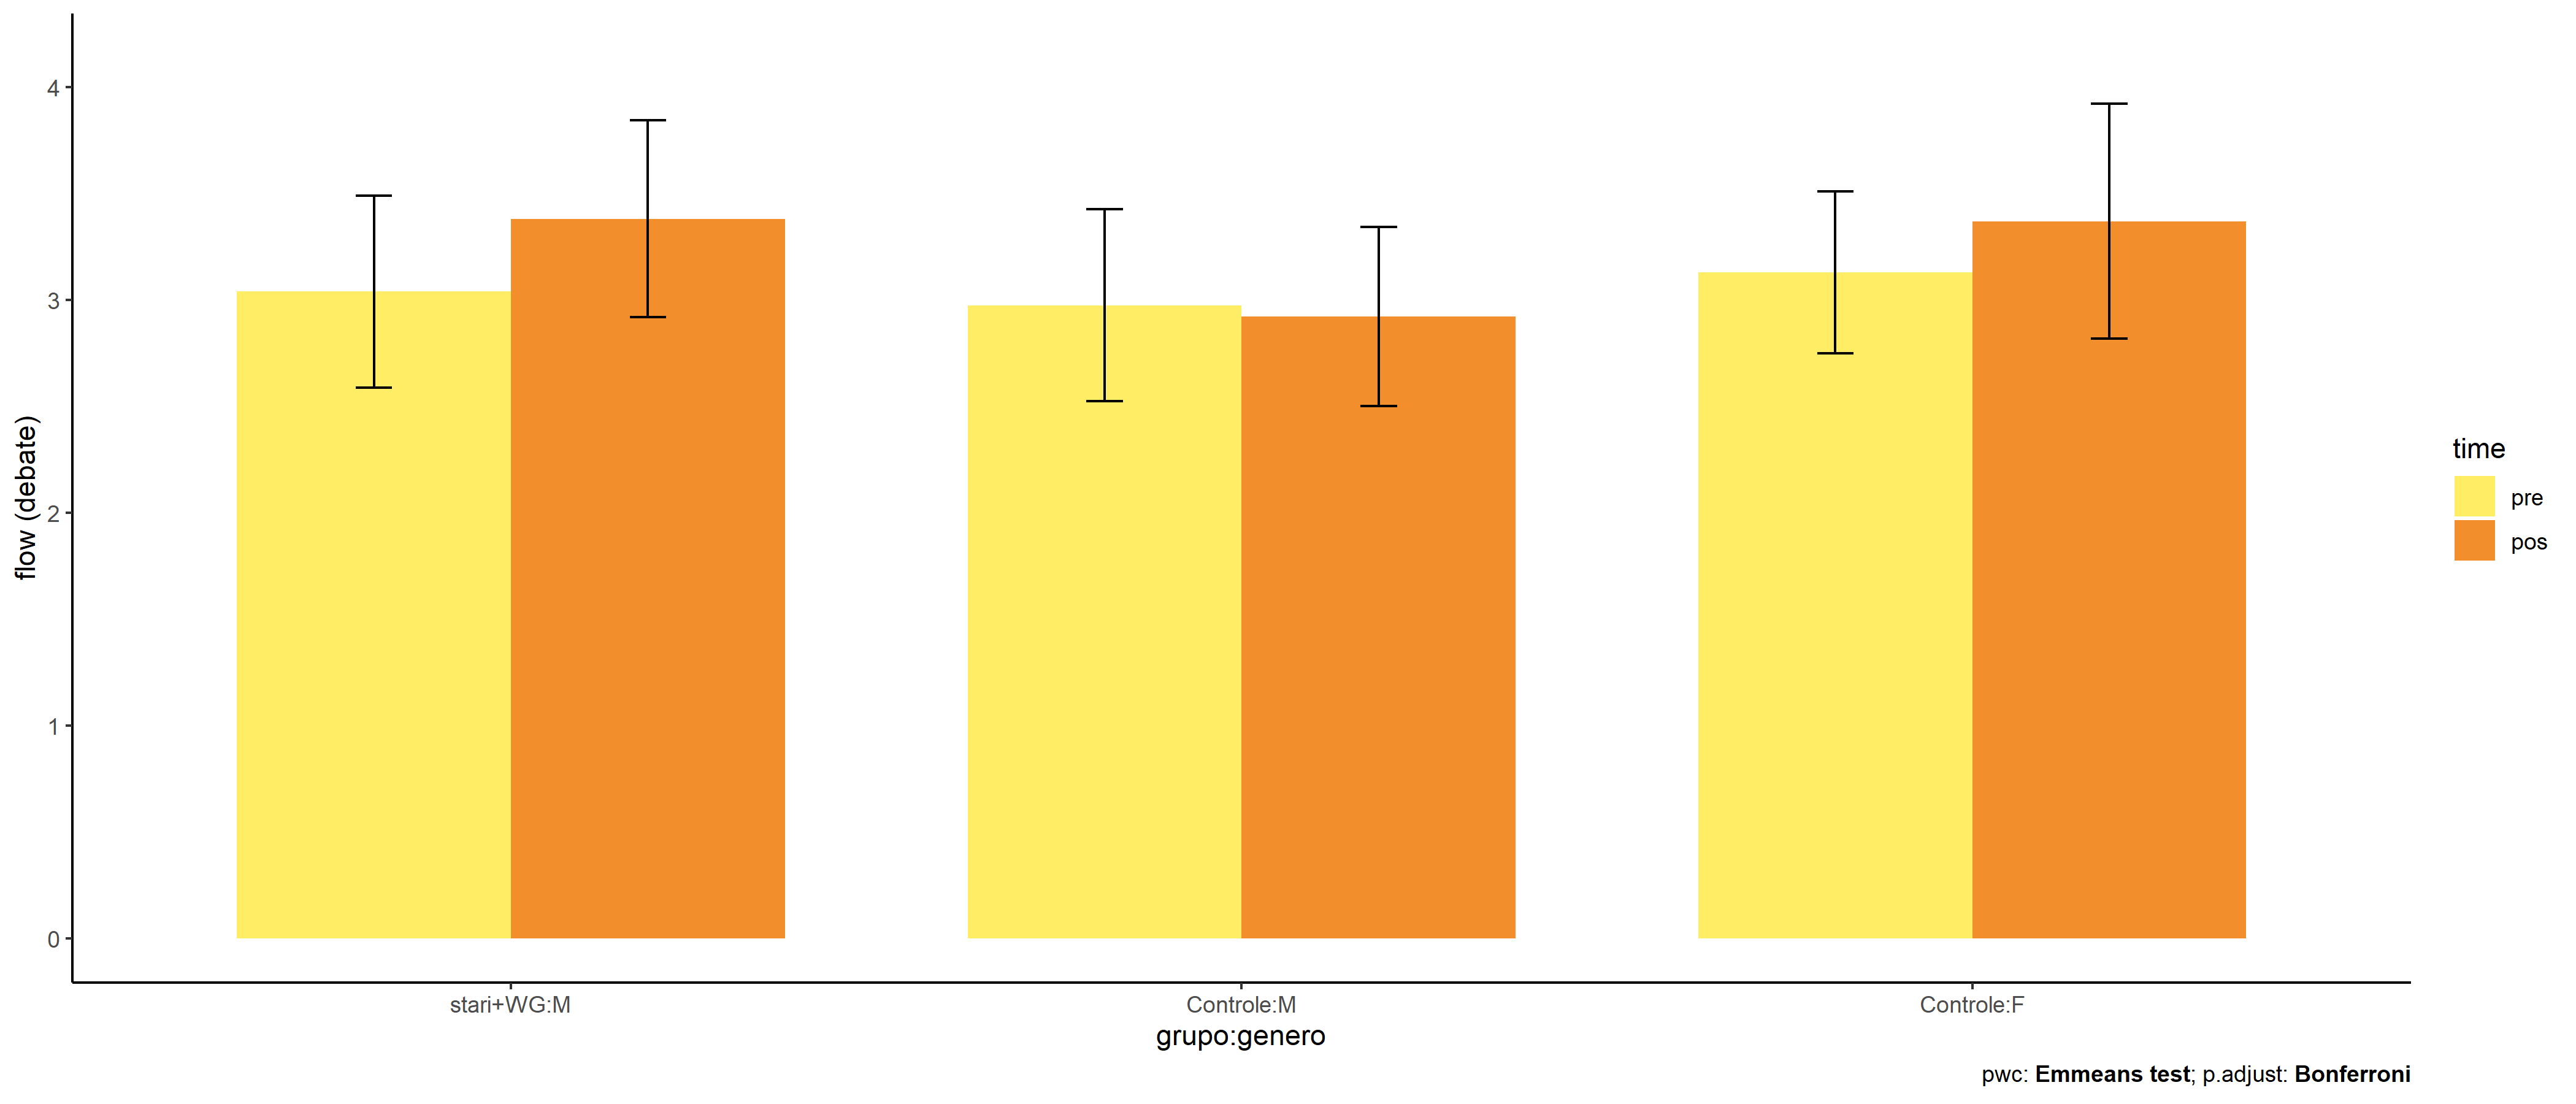 4
3
2
1
0
flow (debate)
stari+WG:M
Controle:M
Controle:F
grupo:genero
time
pre
pos
pwc: Emmeans test; p.adjust: Bonferroni